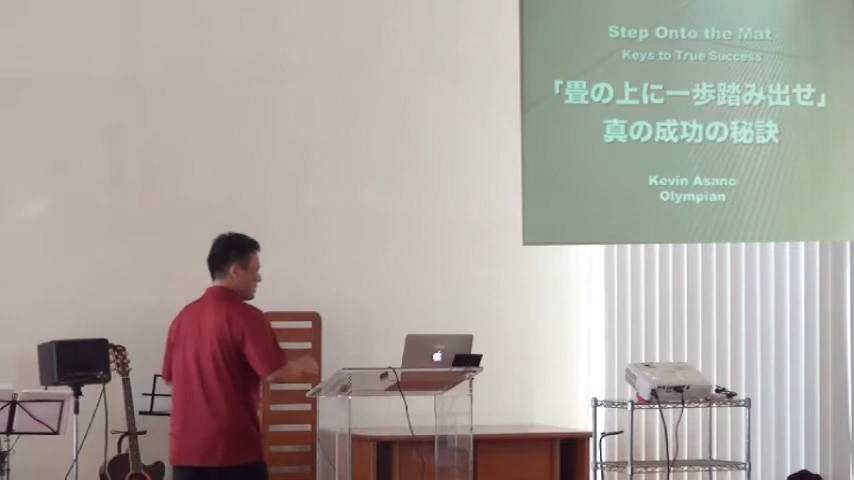 Step Onto the Mat
Keys to True Success
「畳の上に一歩踏み出せ」
真の成功の秘訣
Kevin Asano
Olympian